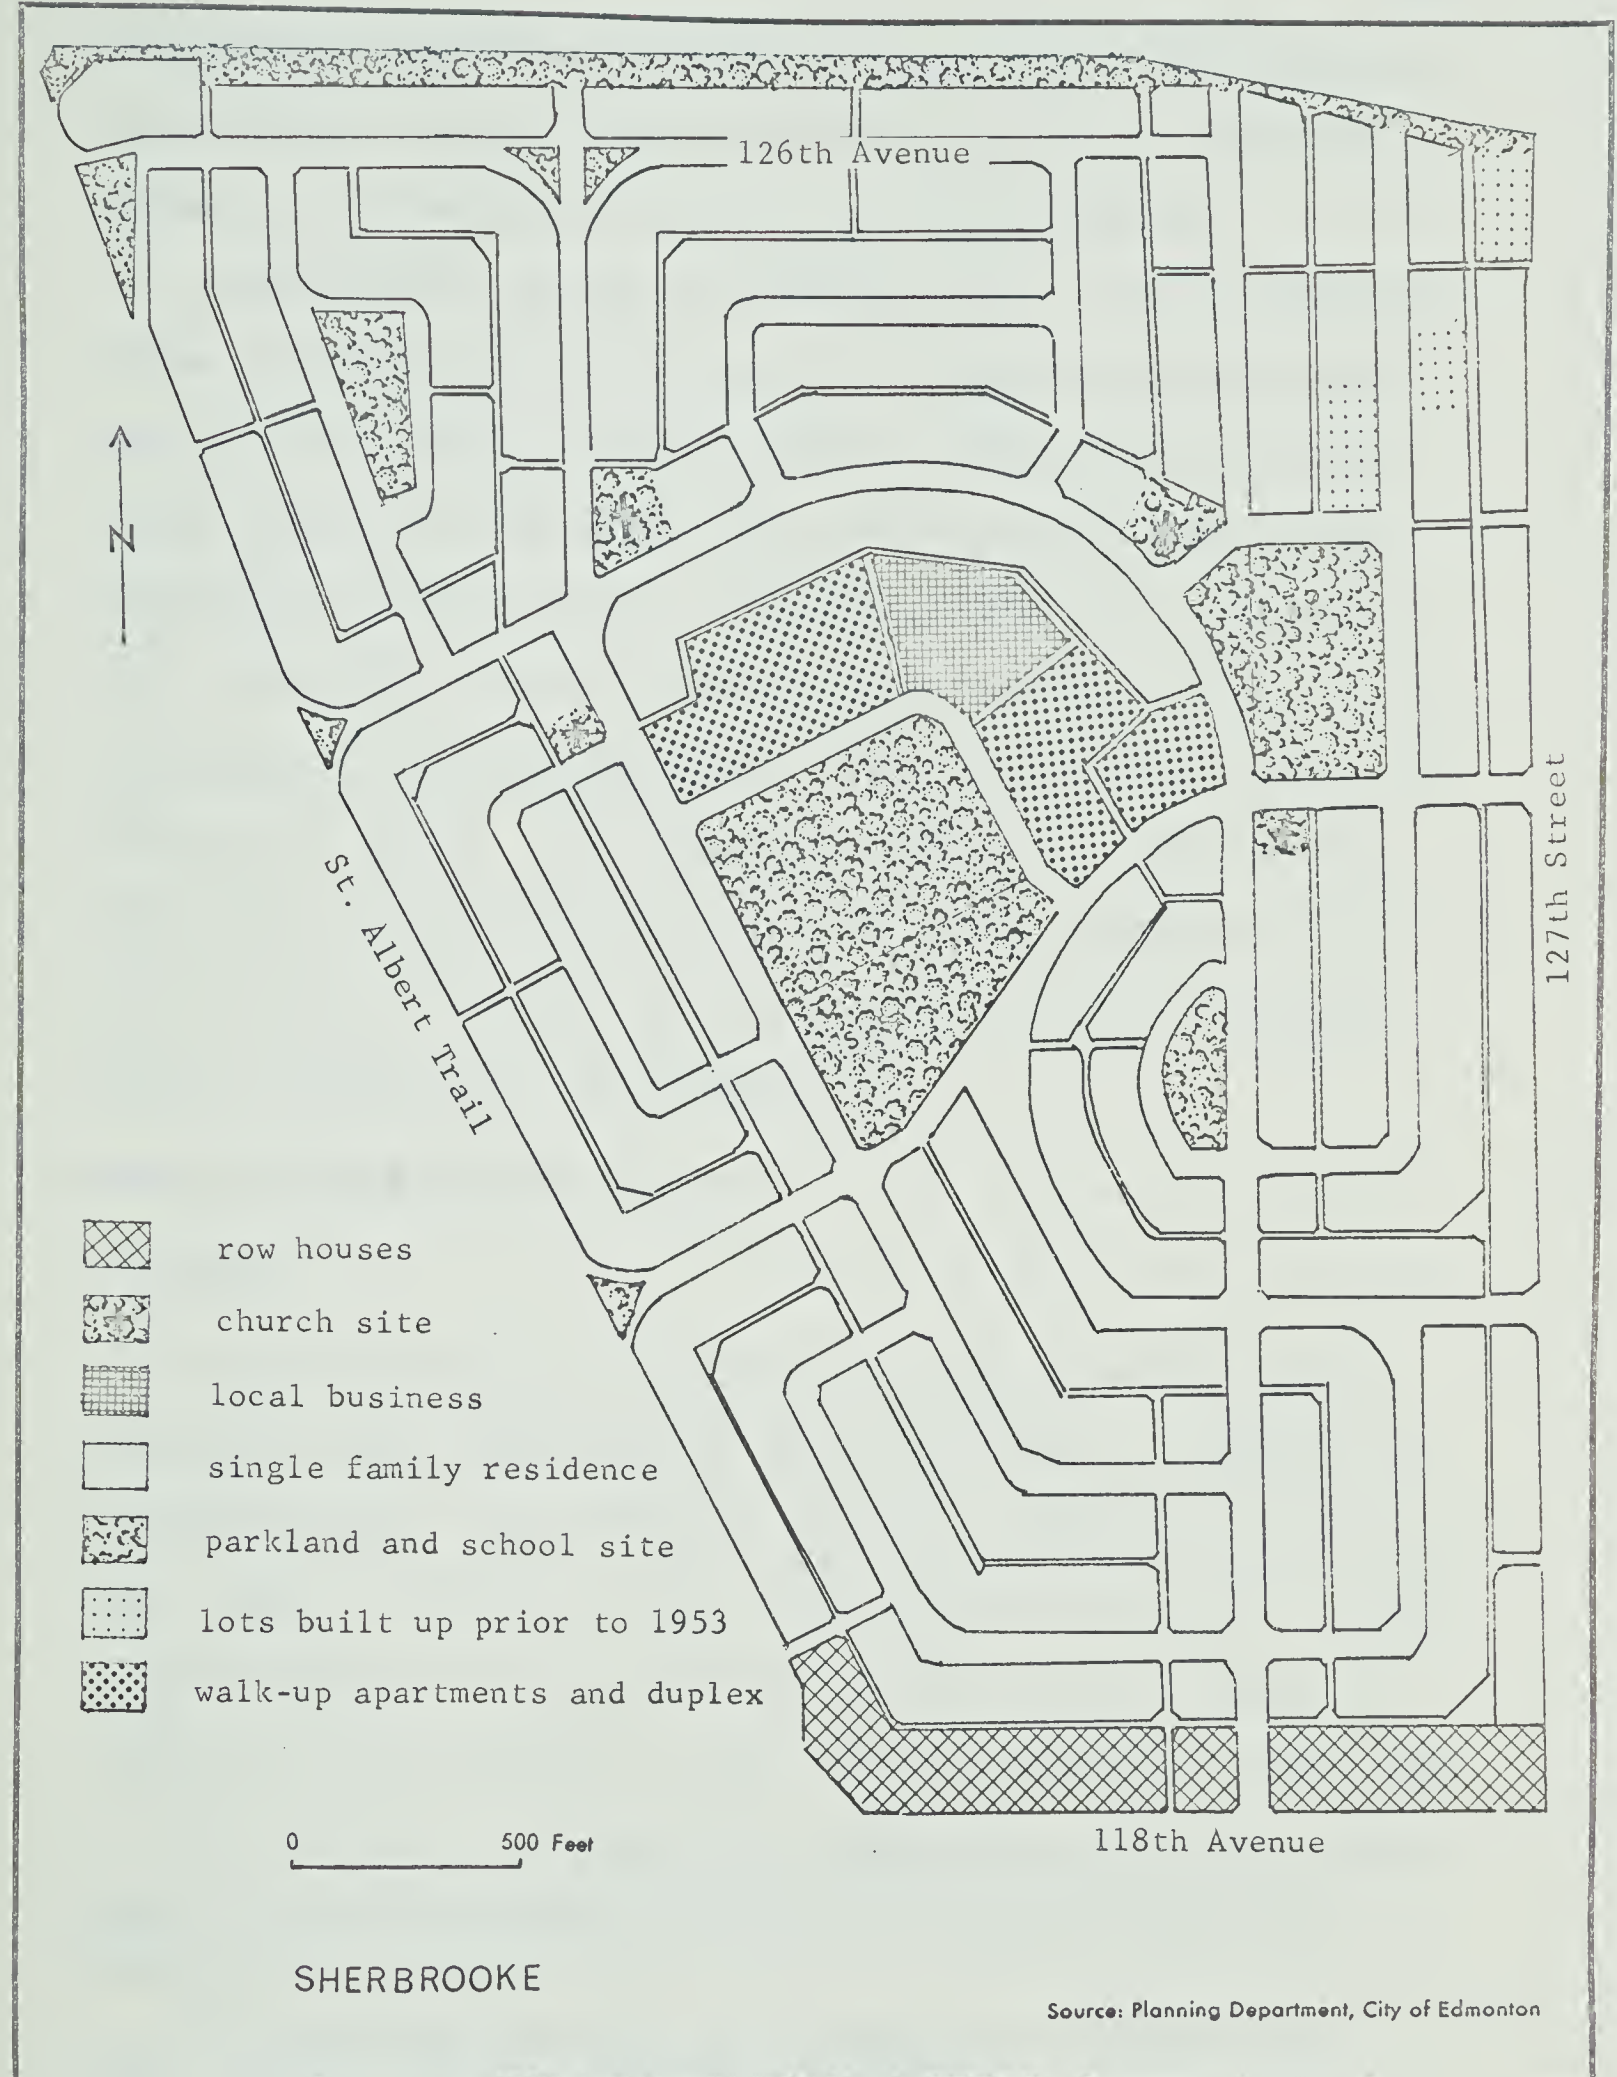 126th Avenue
N
S
127th Street
St. Albert Trail
S
row houses
church site
local business
single family residence
parkland and school site
lots built up prior to 1953
walk-up apartments and duplex
118th Avenue
0 500 Feet
SHERBROOKE
Source: Planning Department, City of Edmonton